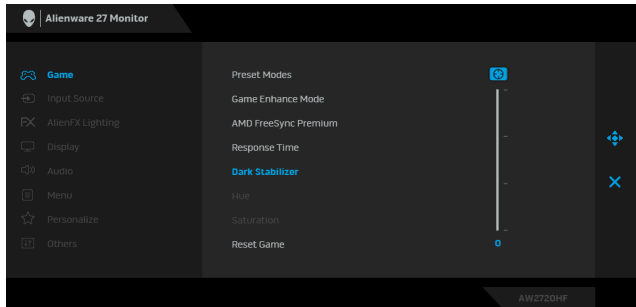 Alienware 27 Monitor
Game
Input Source
AlienFX Lighting
Display
Audio
Menu
Personalize
Others
Preset Modes
Game Enhance Mode
AMD FreeSync Premium
Response Time
Dark Stabilizer
Hue
Saturation
Reset Game
0
AW2720HF